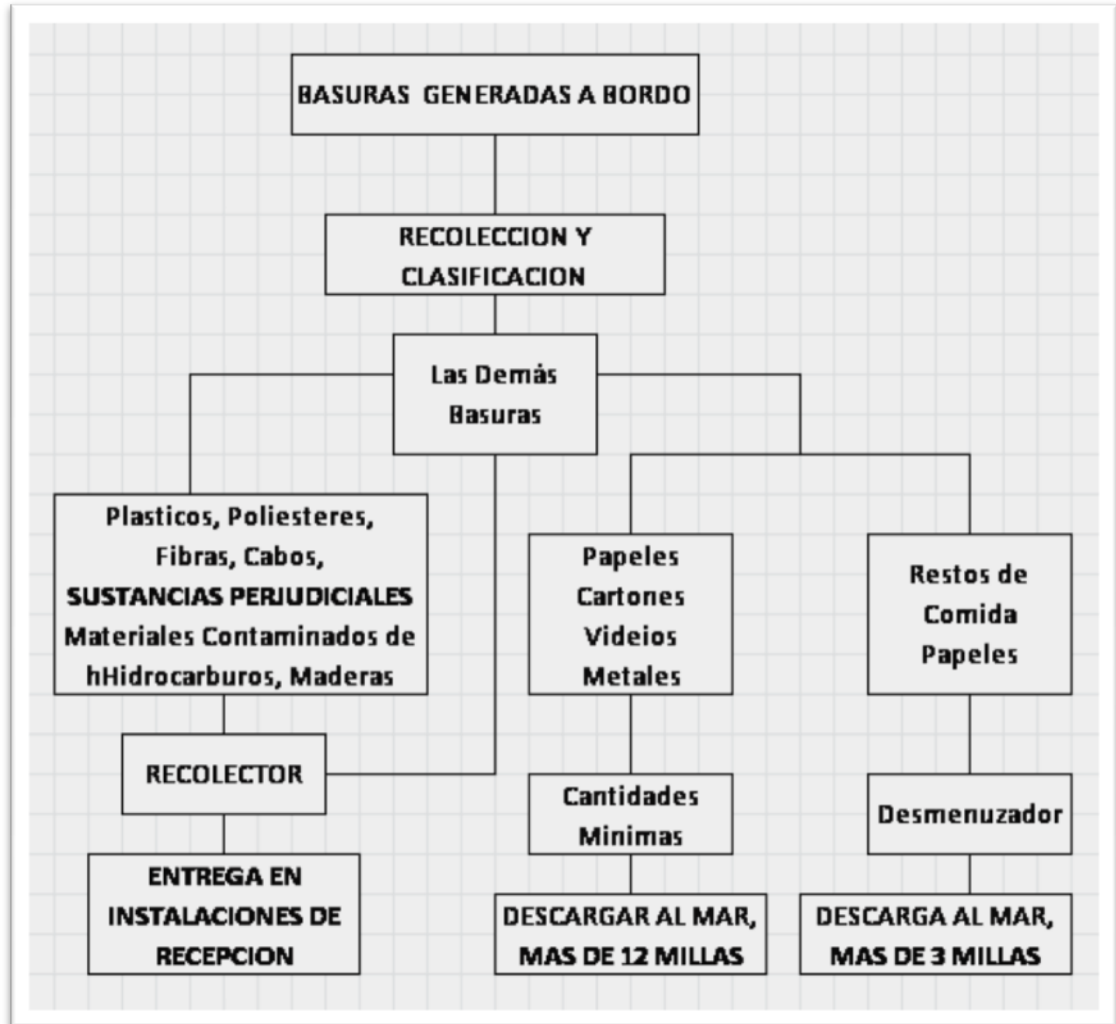 BASURAS GENERADAS A BORDO
RECOLECCION Y
CLASIFICACION
Las Demás
Basuras
Plasticos, Poliesteres,
Fibras, Cabos,
SUSTANCIAS PERJUDICIALES
Materiales Contaminados de
hHidrocarburos, Maderas
RECOLECTOR
ENTREGA EN
INSTALACIONES DE
RECEPCION
Papeles
Cartones
Videios
Metales
Cantidades
Minimas
DESCARGAR AL MAR,
MAS DE 12 MILLAS
Restos de
Comida
Papeles
Desmenuzador
DESCARGA AL MAR,
MAS DE 3 MILLAS